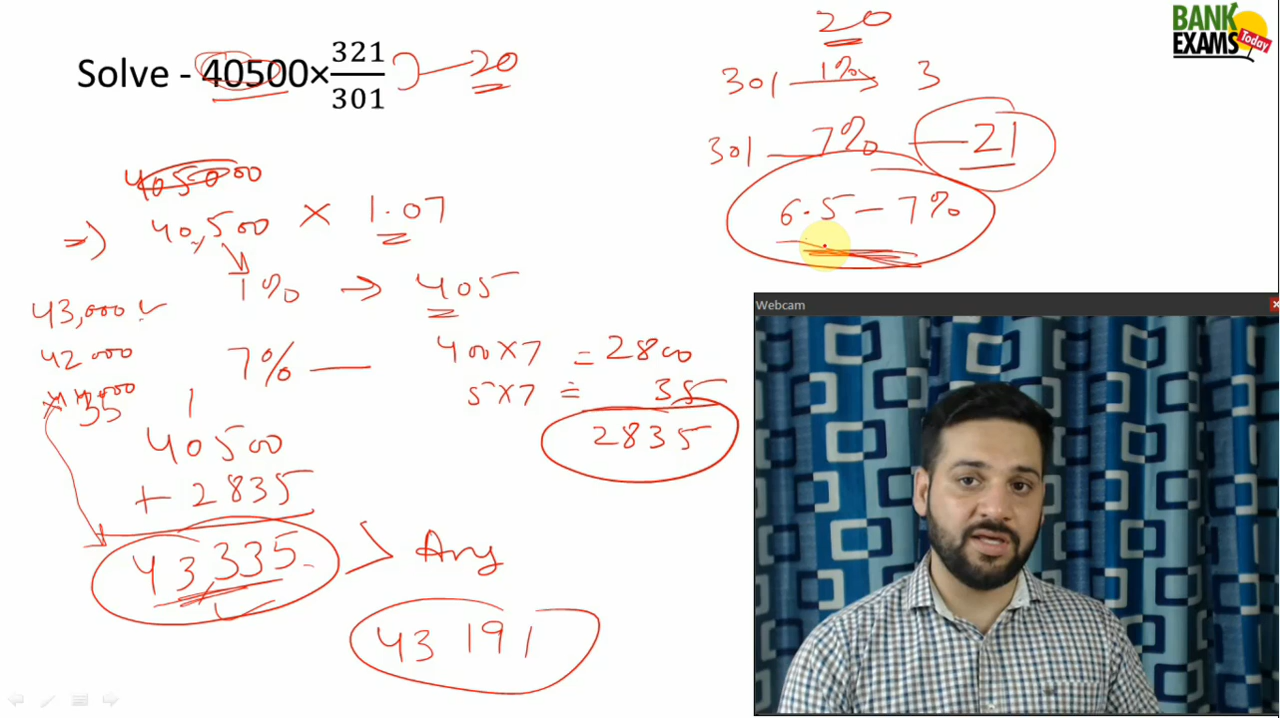 BANK
EXAMS
Today
Solve - 40500×321/301
20
20
301 1% 3
301 7% 21
6.5 - 7%
40,500 × 1.07
1% → 405
7%
43,000
42000
35
400×7 = 2800
5×7 = 35
2835
1
40500
+ 2835
43335
Ans
43191
Webcam